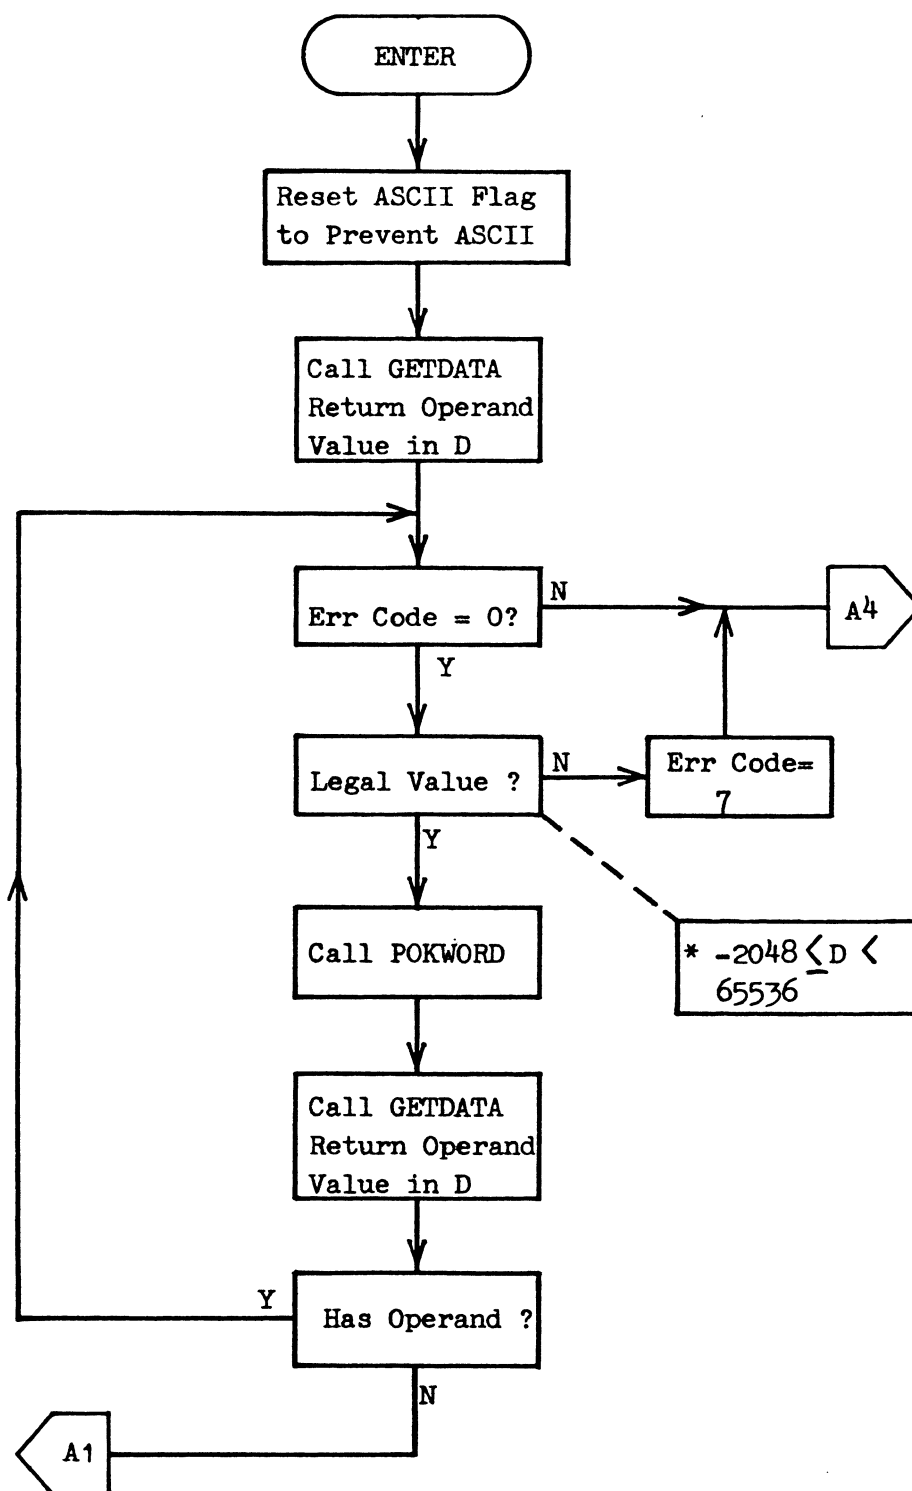 ENTER
Reset ASCII Flag
to Prevent ASCII
Call GETDATA
Return Operand
Value in D
Err Code = 0?
N
A4
Y
Legal Value ?
N
Err Code=
7
Y
Call POKWORD
* -2048 ≤ D <
65536
Call GETDATA
Return Operand
Value in D
Y
Has Operand ?
N
A1